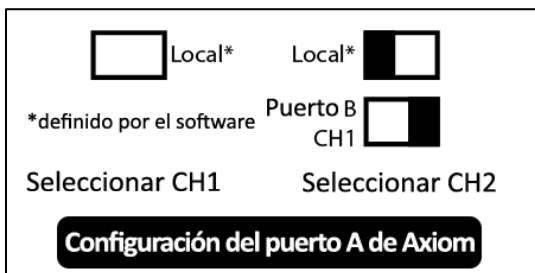 Local*
Local*
*definido por el software
Puerto B
CH1
Seleccionar CH1
Seleccionar CH2
Configuración del puerto A de Axiom